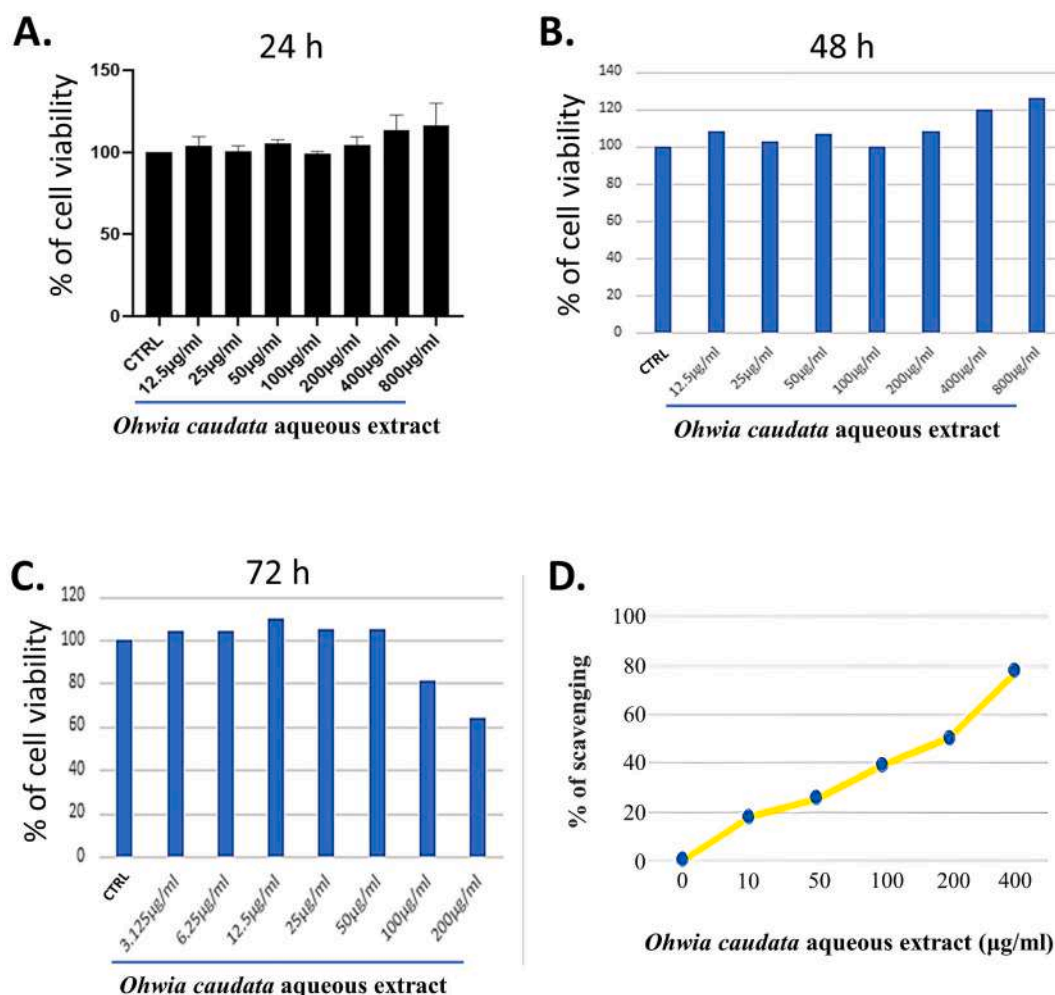 A.
24 h
% of cell viability
150
100
50
0
CTRL
12.5µg/ml
25µg/ml
50µg/ml
100µg/ml
200µg/ml
400µg/ml
800µg/ml
Ohwia caudata aqueous extract
B.
48 h
% of cell viability
140
120
100
80
60
40
20
0
CTRL
12.5µg/ml
25µg/ml
50µg/ml
100µg/ml
200µg/ml
400µg/ml
800µg/ml
Ohwia caudata aqueous extract
C.
72 h
% of cell viability
120
100
80
60
40
20
0
CTRL
3.125µg/ml
6.25µg/ml
12.5µg/ml
25µg/ml
50µg/ml
100µg/ml
200µg/ml
Ohwia caudata aqueous extract
D.
% of scavenging
100
80
60
40
20
0
0 10 50 100 200 400
Ohwia caudata aqueous extract (µg/ml)